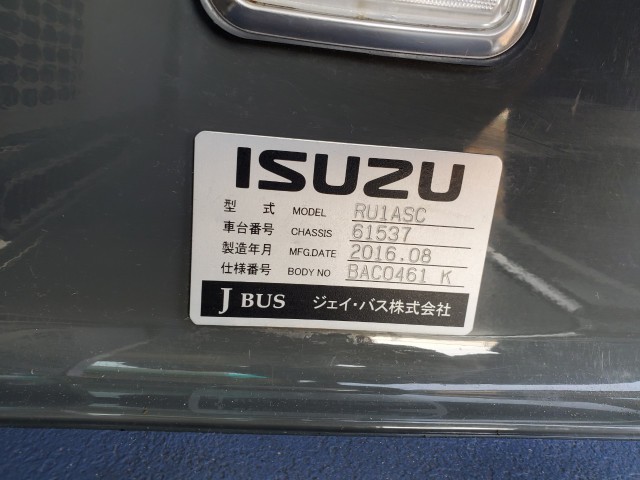 ISUZU
型 式 MODEL RU1ASC
車台番号 CHASSIS 61537
製造年月 MFG.DATE 2016.08
仕様番号 BODY NO BAC0461 K
J BUS ジェイ・バス株式会社